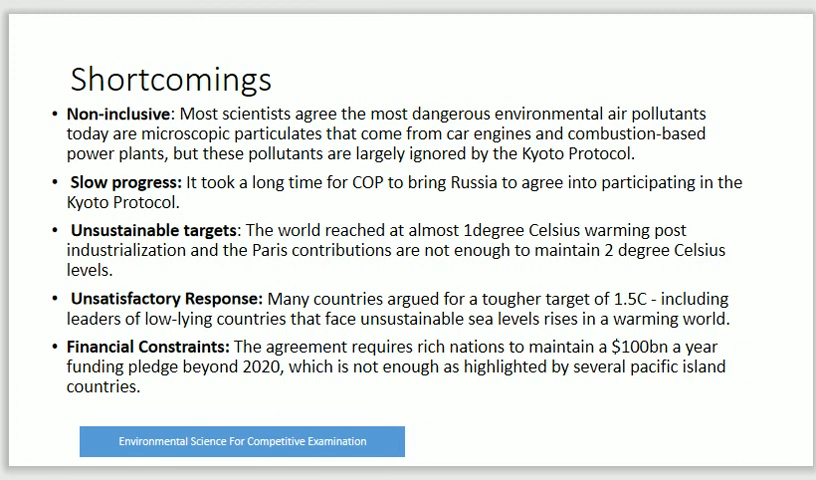 Shortcomings
• Non-inclusive: Most scientists agree the most dangerous environmental air pollutants
today are microscopic particulates that come from car engines and combustion-based
power plants, but these pollutants are largely ignored by the Kyoto Protocol.
• Slow progress: It took a long time for COP to bring Russia to agree into participating in the
Kyoto Protocol.
• Unsustainable targets: The world reached at almost 1degree Celsius warming post
industrialization and the Paris contributions are not enough to maintain 2 degree Celsius
levels.
• Unsatisfactory Response: Many countries argued for a tougher target of 1.5C - including
leaders of low-lying countries that face unsustainable sea levels rises in a warming world.
• Financial Constraints: The agreement requires rich nations to maintain a $100bn a year
funding pledge beyond 2020, which is not enough as highlighted by several pacific island
countries.
Environmental Science For Competitive Examination